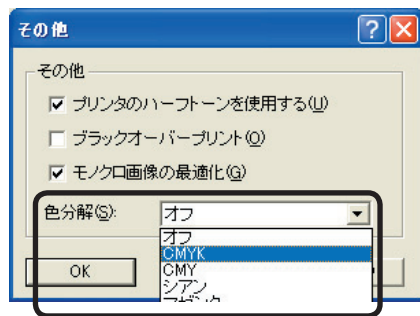 その他
その他
プリンタのハーフトーンを使用する(U)
ブラックオーバープリント(O)
モノクロ画像の最適化(G)
色分解(S): オフ
オフ
CMYK
OK CMY
シアン